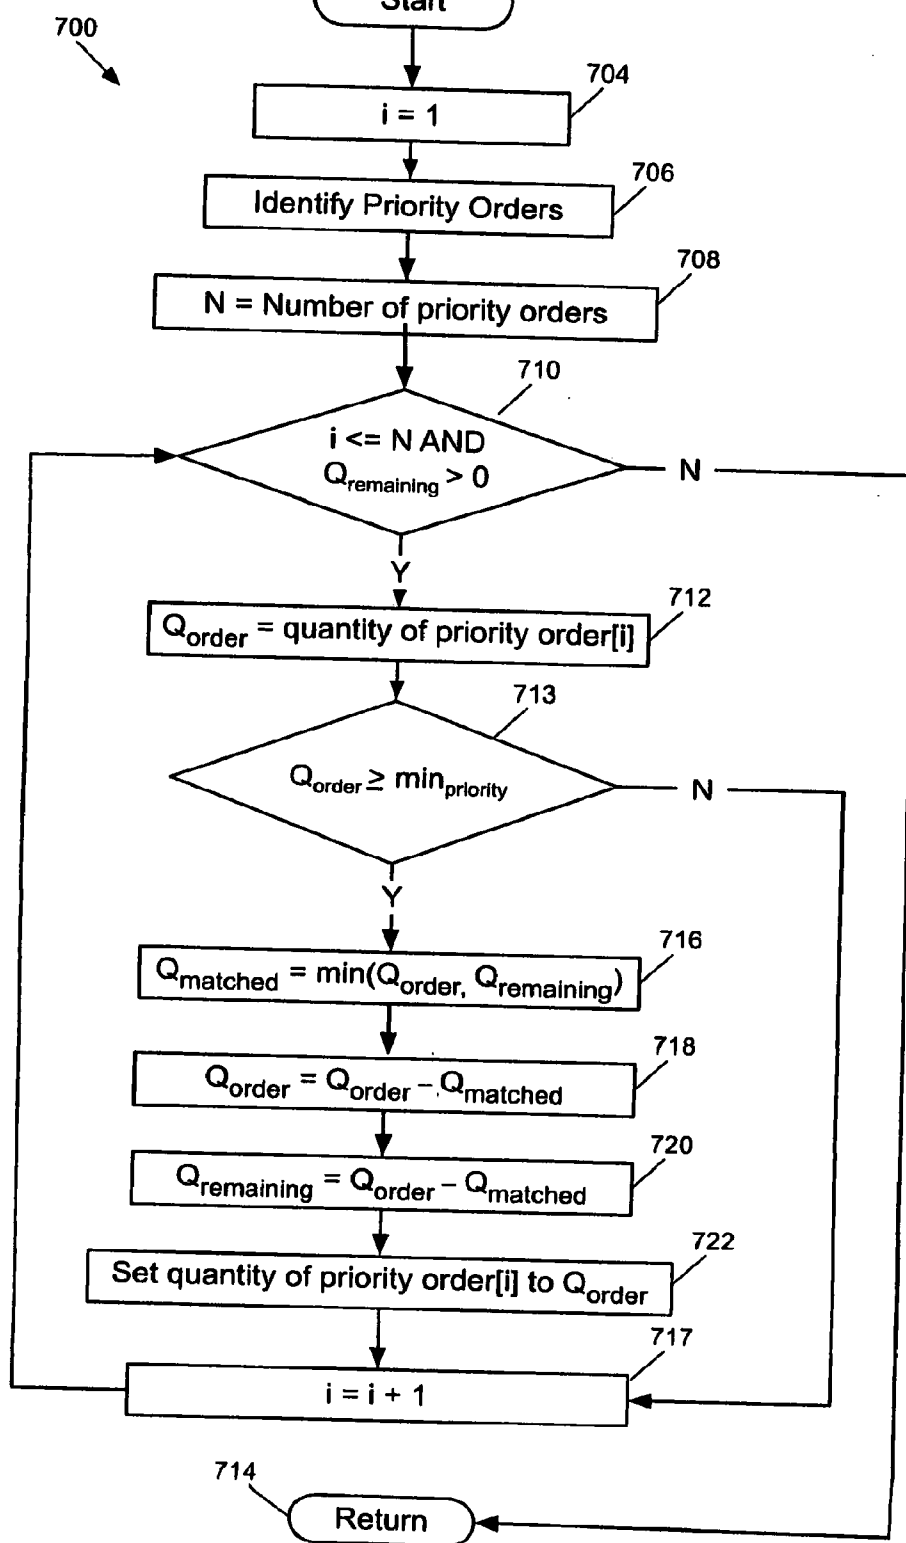 Start
700
704
i = 1
706
Identify Priority Orders
708
N = Number of priority orders
710
i <= N AND
Qremaining > 0
N
Y
712
Qorder = quantity of priority order[i]
713
Qorder ≥ minpriority
N
Y
716
Qmatched = min(Qorder, Qremaining)
718
Qorder = Qorder – Qmatched
720
Qremaining = Qorder – Qmatched
722
Set quantity of priority order[i] to Qorder
717
i = i + 1
714
Return